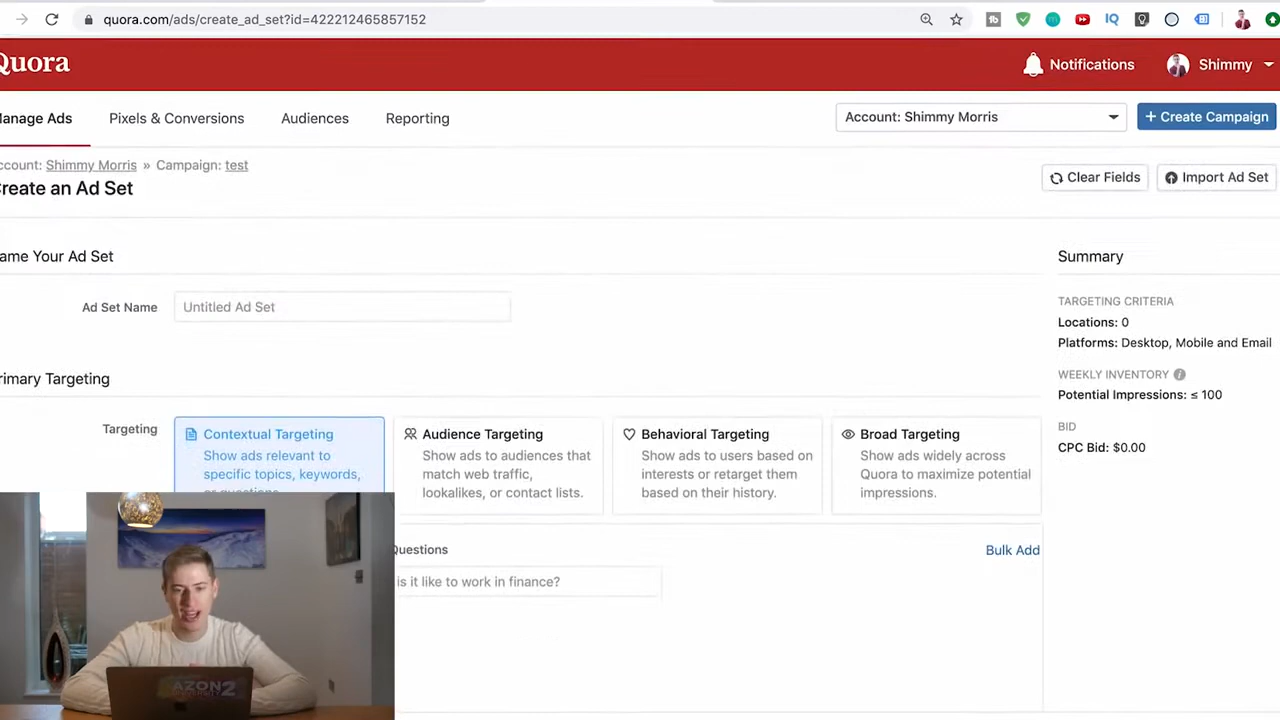 quora.com/ads/create_ad_set?id=422212465857152
IQ
Quora
Notifications
Shimmy
Manage Ads
Pixels & Conversions
Audiences
Reporting
Account: Shimmy Morris
+ Create Campaign
ccount: Shimmy Morris » Campaign: test
Create an Ad Set
Clear Fields
Import Ad Set
ame Your Ad Set
Summary
Ad Set Name
Untitled Ad Set
TARGETING CRITERIA
Locations: 0
Platforms: Desktop, Mobile and Email
WEEKLY INVENTORY
Potential Impressions: ≤ 100
BID
CPC Bid: $0.00
rimary Targeting
Targeting
Contextual Targeting
Show ads relevant to
specific topics, keywords,
or questions.
Audience Targeting
Show ads to audiences that
match web traffic,
lookalikes, or contact lists.
Behavioral Targeting
Show ads to users based on
interests or retarget them
based on their history.
Broad Targeting
Show ads widely across
Quora to maximize potential
impressions.
Questions
Bulk Add
is it like to work in finance?
AZON2